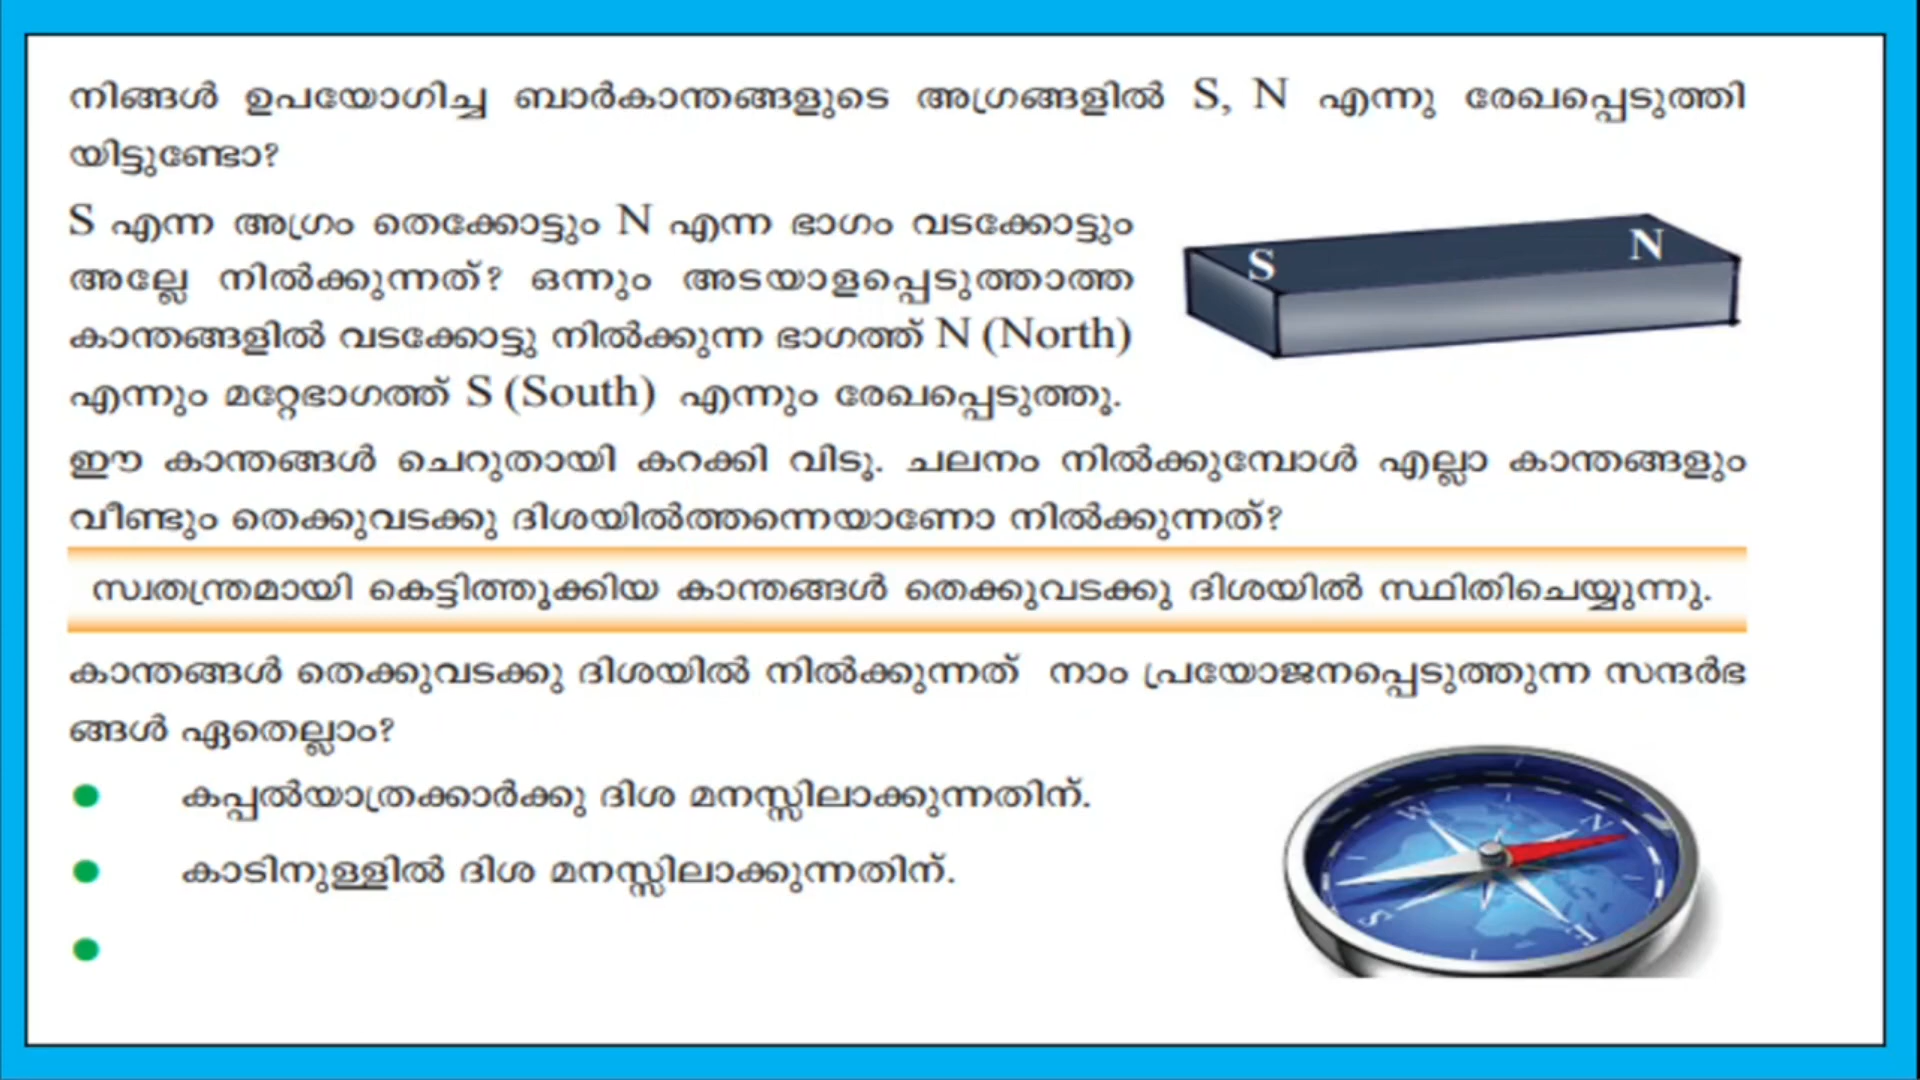 നിങ്ങൾ ഉപയോഗിച്ച ബാർകാന്തങ്ങളുടെ അഗ്രങ്ങളിൽ S, N എന്നു രേഖപ്പെടുത്തി
യിട്ടുണ്ടോ?
S എന്ന അഗ്രം തെക്കോട്ടും N എന്ന ഭാഗം വടക്കോട്ടും
അല്ലേ നിൽക്കുന്നത്? ഒന്നും അടയാളപ്പെടുത്താത്ത
കാന്തങ്ങളിൽ വടക്കോട്ടു നിൽക്കുന്ന ഭാഗത്ത് N (North)
എന്നും മറ്റേഭാഗത്ത് S (South) എന്നും രേഖപ്പെടുത്തൂ.
S N
ഈ കാന്തങ്ങൾ ചെറുതായി കറക്കി വിടൂ. ചലനം നിൽക്കുമ്പോൾ എല്ലാ കാന്തങ്ങളും
വീണ്ടും തെക്കുവടക്കു ദിശയിൽത്തന്നെയാണോ നിൽക്കുന്നത്?
സ്വതന്ത്രമായി കെട്ടിത്തൂക്കിയ കാന്തങ്ങൾ തെക്കുവടക്കു ദിശയിൽ സ്ഥിതിചെയ്യുന്നു.
കാന്തങ്ങൾ തെക്കുവടക്കു ദിശയിൽ നിൽക്കുന്നത് നാം പ്രയോജനപ്പെടുത്തുന്ന സന്ദർഭ
ങ്ങൾ ഏതെല്ലാം?
കപ്പൽയാത്രക്കാർക്കു ദിശ മനസ്സിലാക്കുന്നതിന്.
കാടിനുള്ളിൽ ദിശ മനസ്സിലാക്കുന്നതിന്.
W N
S